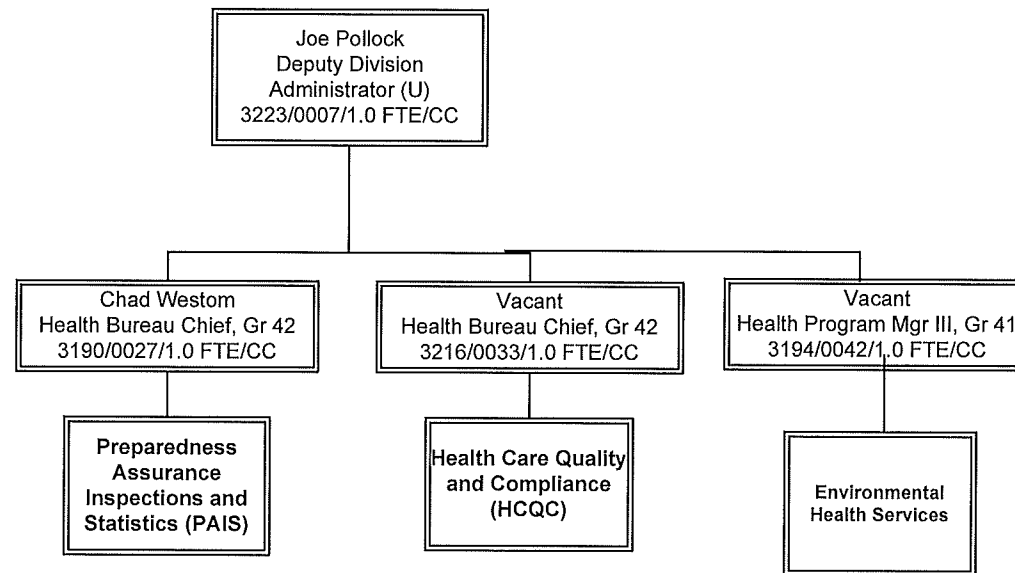 Joe Pollock
Deputy Division
Administrator (U)
3223/0007/1.0 FTE/CC
Chad Westom
Health Bureau Chief, Gr 42
3190/0027/1.0 FTE/CC
Vacant
Health Bureau Chief, Gr 42
3216/0033/1.0 FTE/CC
Vacant
Health Program Mgr III, Gr 41
3194/0042/1.0 FTE/CC
Preparedness
Assurance
Inspections and
Statistics (PAIS)
Health Care Quality
and Compliance
(HCQC)
Environmental
Health Services